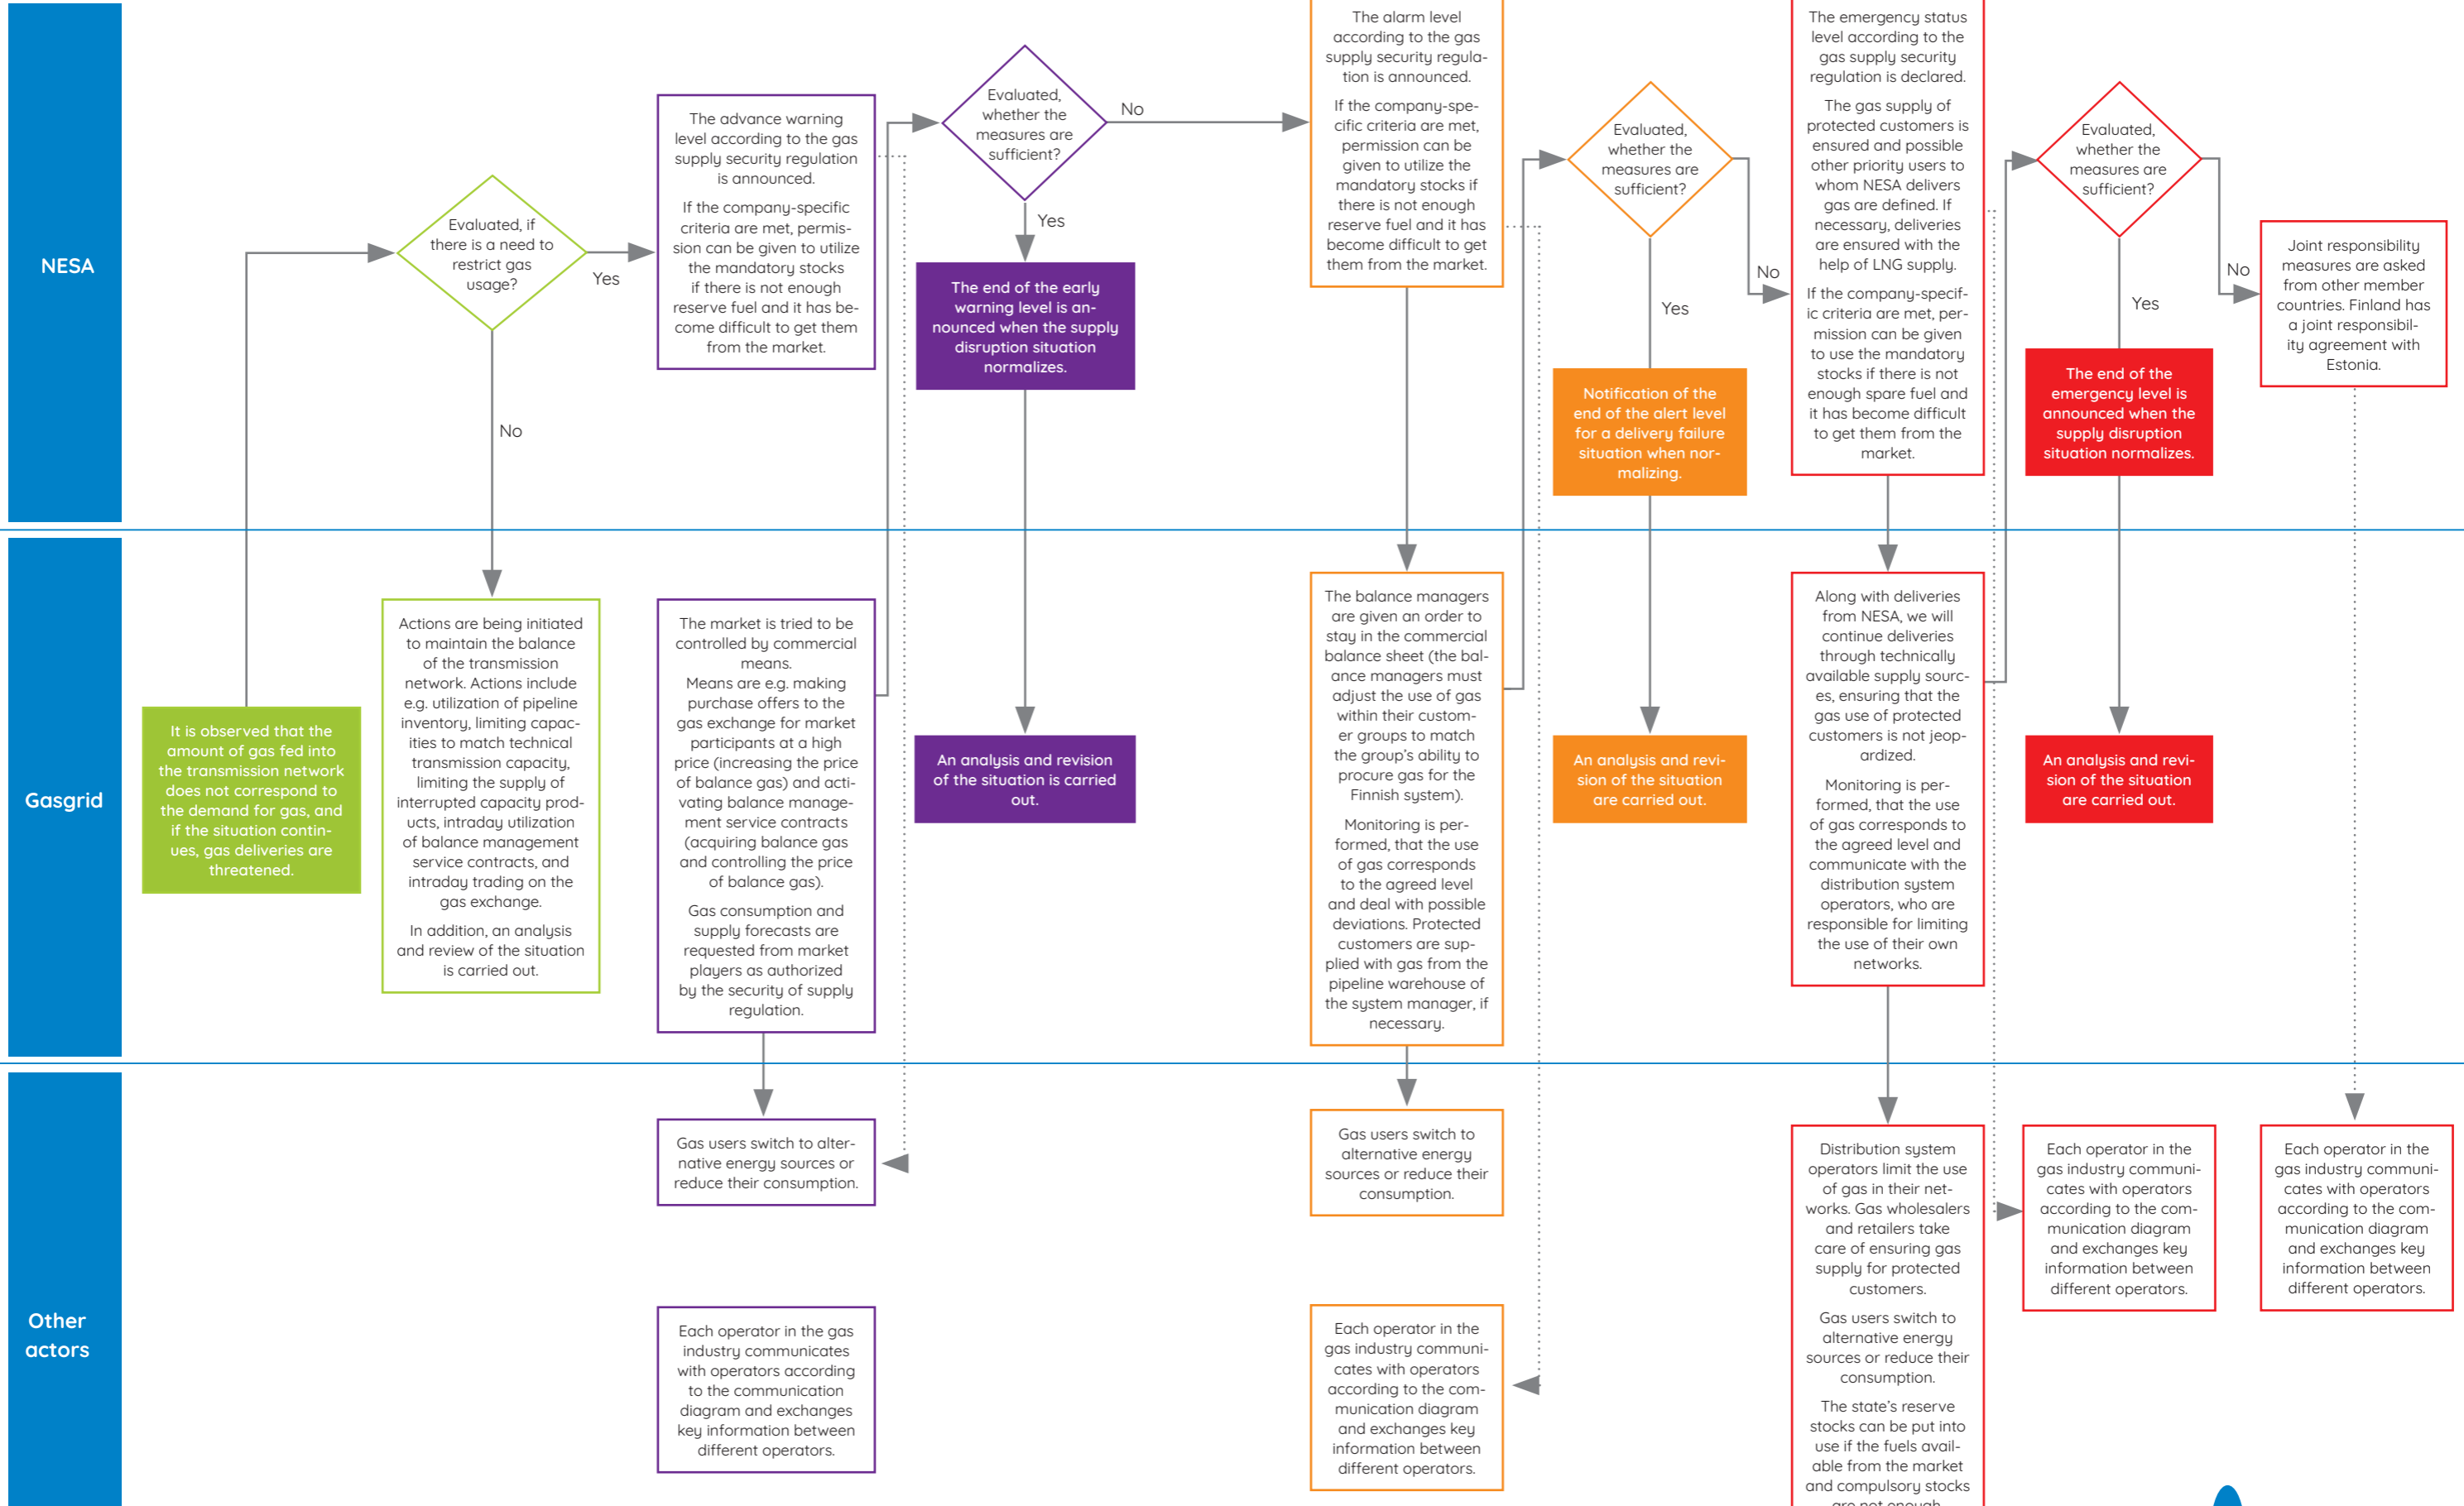 NESA
Evaluated, if
there is a need to
restrict gas
usage?
Yes
No
The advance warning
level according to the gas
supply security regulation
is announced.
If the company-specific
criteria are met, permis-
sion can be given to utilize
the mandatory stocks
if there is not enough
reserve fuel and it has be-
come difficult to get them
from the market.
Evaluated,
whether the
measures are
sufficient?
No
Yes
The end of the early
warning level is an-
nounced when the supply
disruption situation
normalizes.
The alarm level
according to the gas
supply security regula-
tion is announced.
If the company-spe-
cific criteria are met,
permission can be
given to utilize the
mandatory stocks if
there is not enough
reserve fuel and it has
become difficult to get
them from the market.
Evaluated,
whether the
measures are
sufficient?
No
Yes
Notification of the
end of the alert level
for a delivery failure
situation when nor-
malizing.
The emergency status
level according to the
gas supply security
regulation is declared.
The gas supply of
protected customers is
ensured and possible
other priority users to
whom NESA delivers
gas are defined. If
necessary, deliveries
are ensured with the
help of LNG supply.
If the company-specif-
ic criteria are met, per-
mission can be given
to use the mandatory
stocks if there is not
enough spare fuel and
it has become difficult
to get them from the
market.
Evaluated,
whether the
measures are
sufficient?
No
Yes
The end of the
emergency level is
announced when the
supply disruption
situation normalizes.
Joint responsibility
measures are asked
from other member
countries. Finland has
a joint responsibil-
ity agreement with
Estonia.
Gasgrid
It is observed that the
amount of gas fed into
the transmission network
does not correspond to
the demand for gas, and
if the situation contin-
ues, gas deliveries are
threatened.
Actions are being initiated
to maintain the balance
of the transmission
network. Actions include
e.g. utilization of pipeline
inventory, limiting capac-
ities to match technical
transmission capacity,
limiting the supply of
interrupted capacity prod-
ucts, intraday utilization
of balance management
service contracts, and
intraday trading on the
gas exchange.
In addition, an analysis
and review of the situation
is carried out.
The market is tried to be
controlled by commercial
means.
Means are e.g. making
purchase offers to the
gas exchange for market
participants at a high
price (increasing the price
of balance gas) and acti-
vating balance manage-
ment service contracts
(acquiring balance gas
and controlling the price
of balance gas).
Gas consumption and
supply forecasts are
requested from market
players as authorized
by the security of supply
regulation.
An analysis and revision
of the situation is carried
out.
The balance managers
are given an order to
stay in the commercial
balance sheet (the bal-
ance managers must
adjust the use of gas
within their custom-
er groups to match
the group's ability to
procure gas for the
Finnish system).
Monitoring is per-
formed, that the use
of gas corresponds
to the agreed level
and deal with possible
deviations. Protected
customers are sup-
plied with gas from the
pipeline warehouse of
the system manager, if
necessary.
An analysis and revi-
sion of the situation
are carried out.
Along with deliveries
from NESA, we will
continue deliveries
through technically
available supply sourc-
es, ensuring that the
gas use of protected
customers is not jeop-
ardized.
Monitoring is per-
formed, that the use
of gas corresponds to
the agreed level and
communicate with the
distribution system
operators, who are
responsible for limiting
the use of their own
networks.
An analysis and revi-
sion of the situation
are carried out.
Other
actors
Gas users switch to alter-
native energy sources or
reduce their consumption.
Each operator in the gas
industry communicates
with operators according
to the communication
diagram and exchanges
key information between
different operators.
Gas users switch to
alternative energy
sources or reduce their
consumption.
Each operator in the
gas industry communi-
cates with operators
according to the com-
munication diagram
and exchanges key
information between
different operators.
Distribution system
operators limit the use
of gas in their net-
works. Gas wholesalers
and retailers take
care of ensuring gas
supply for protected
customers.
Gas users switch to
alternative energy
sources or reduce their
consumption.
The state's reserve
stocks can be put into
use if the fuels avail-
able from the market
and compulsory stocks
are not enough
Each operator in the
gas industry communi-
cates with operators
according to the com-
munication diagram
and exchanges key
information between
different operators.
Each operator in the
gas industry communi-
cates with operators
according to the com-
munication diagram
and exchanges key
information between
different operators.